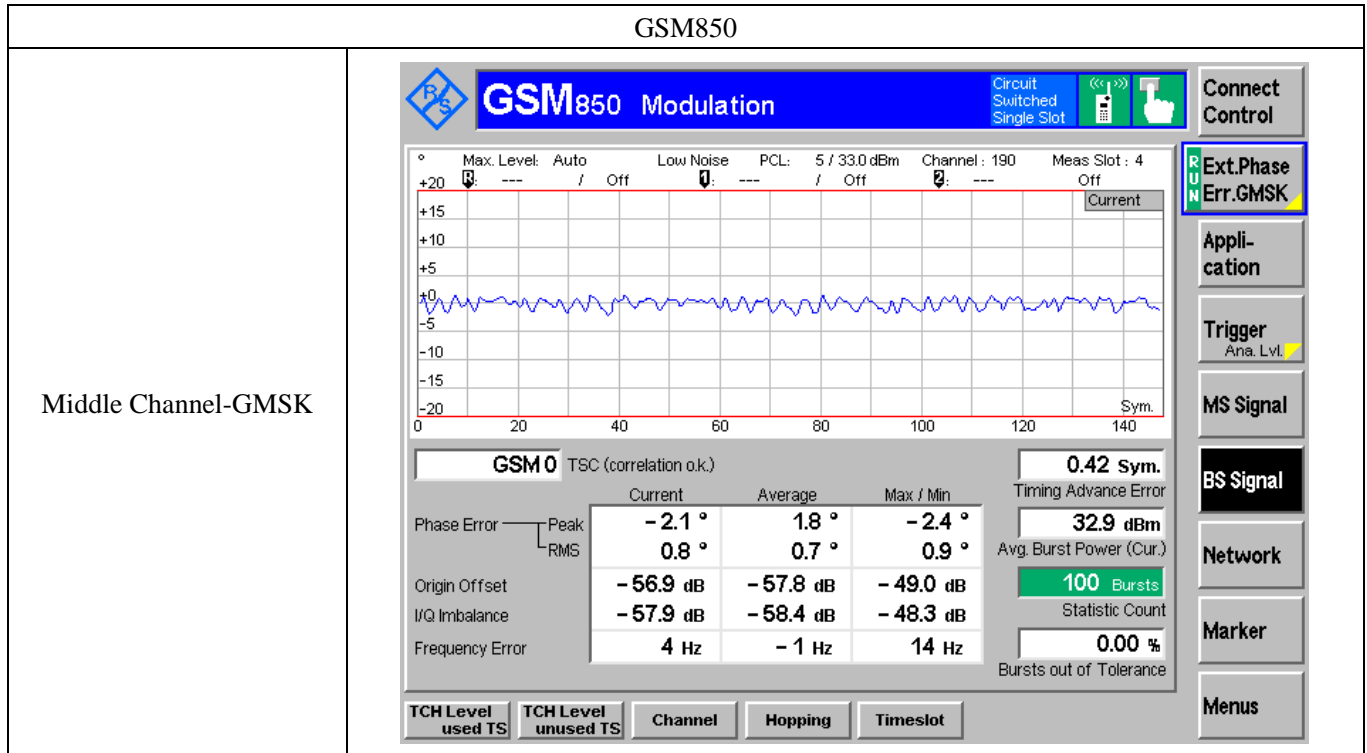 GSM850
Middle Channel-GMSK
R&S
GSM850 Modulation
Circuit
Switched
Single Slot
Connect
Control
° Max. Level: Auto Low Noise PCL: 5 / 33.0 dBm Channel : 190 Meas Slot : 4
R: --- / Off 1: --- / Off 2: --- Off
Current
+20
+15
+10
+5
+0
-5
-10
-15
-20
Sym.
0 20 40 60 80 100 120 140
GSM 0 TSC (correlation o.k.)
0.42 Sym.
Timing Advance Error
Current Average Max / Min
Phase Error Peak - 2.1 ° 1.8 ° - 2.4 °
RMS 0.8 ° 0.7 ° 0.9 °
32.9 dBm
Avg. Burst Power (Cur.)
Origin Offset - 56.9 dB - 57.8 dB - 49.0 dB
I/Q Imbalance - 57.9 dB - 58.4 dB - 48.3 dB
100 Bursts
Statistic Count
Frequency Error 4 Hz - 1 Hz 14 Hz
0.00 %
Bursts out of Tolerance
RUN
Ext.Phase
Err.GMSK
Appli-
cation
Trigger
Ana. Lvl.
MS Signal
BS Signal
Network
Marker
Menus
TCH Level
used TS
TCH Level
unused TS
Channel
Hopping
Timeslot